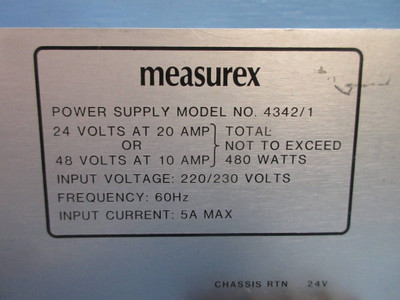 measurex
POWER SUPPLY MODEL NO. 4342/1
24 VOLTS AT 20 AMP TOTAL
OR NOT TO EXCEED
48 VOLTS AT 10 AMP 480 WATTS
INPUT VOLTAGE: 220/230 VOLTS
FREQUENCY: 60Hz
INPUT CURRENT: 5A MAX
CHASSIS RTN 24V